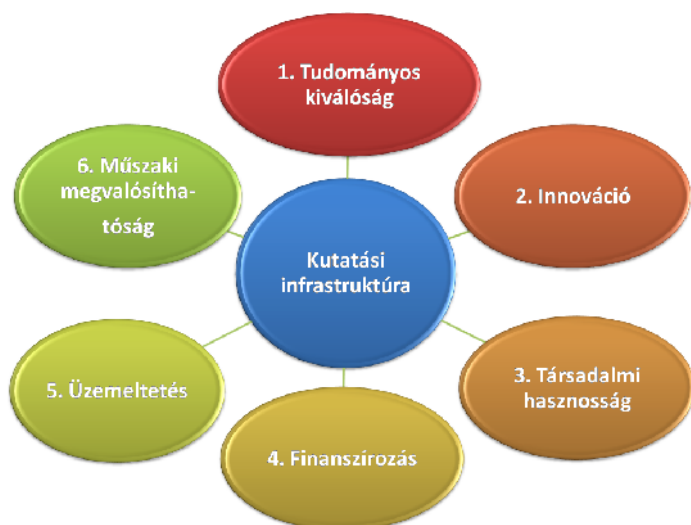 1. Tudományos
kiválóság
2. Innováció
3. Társadalmi
hasznosság
4. Finanszírozás
5. Üzemeltetés
6. Műszaki
megvalósítha-
tóság
Kutatási
infrastruktúra